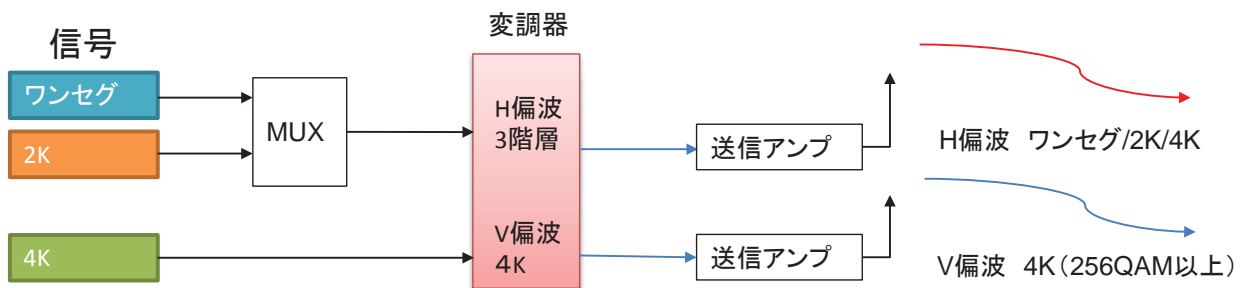 変調器
信号
ワンセグ
2K
4K
MUX
H偏波
3階層
V偏波
4K
送信アンプ
送信アンプ
H偏波 ワンセグ/2K/4K
V偏波 4K(256QAM以上)